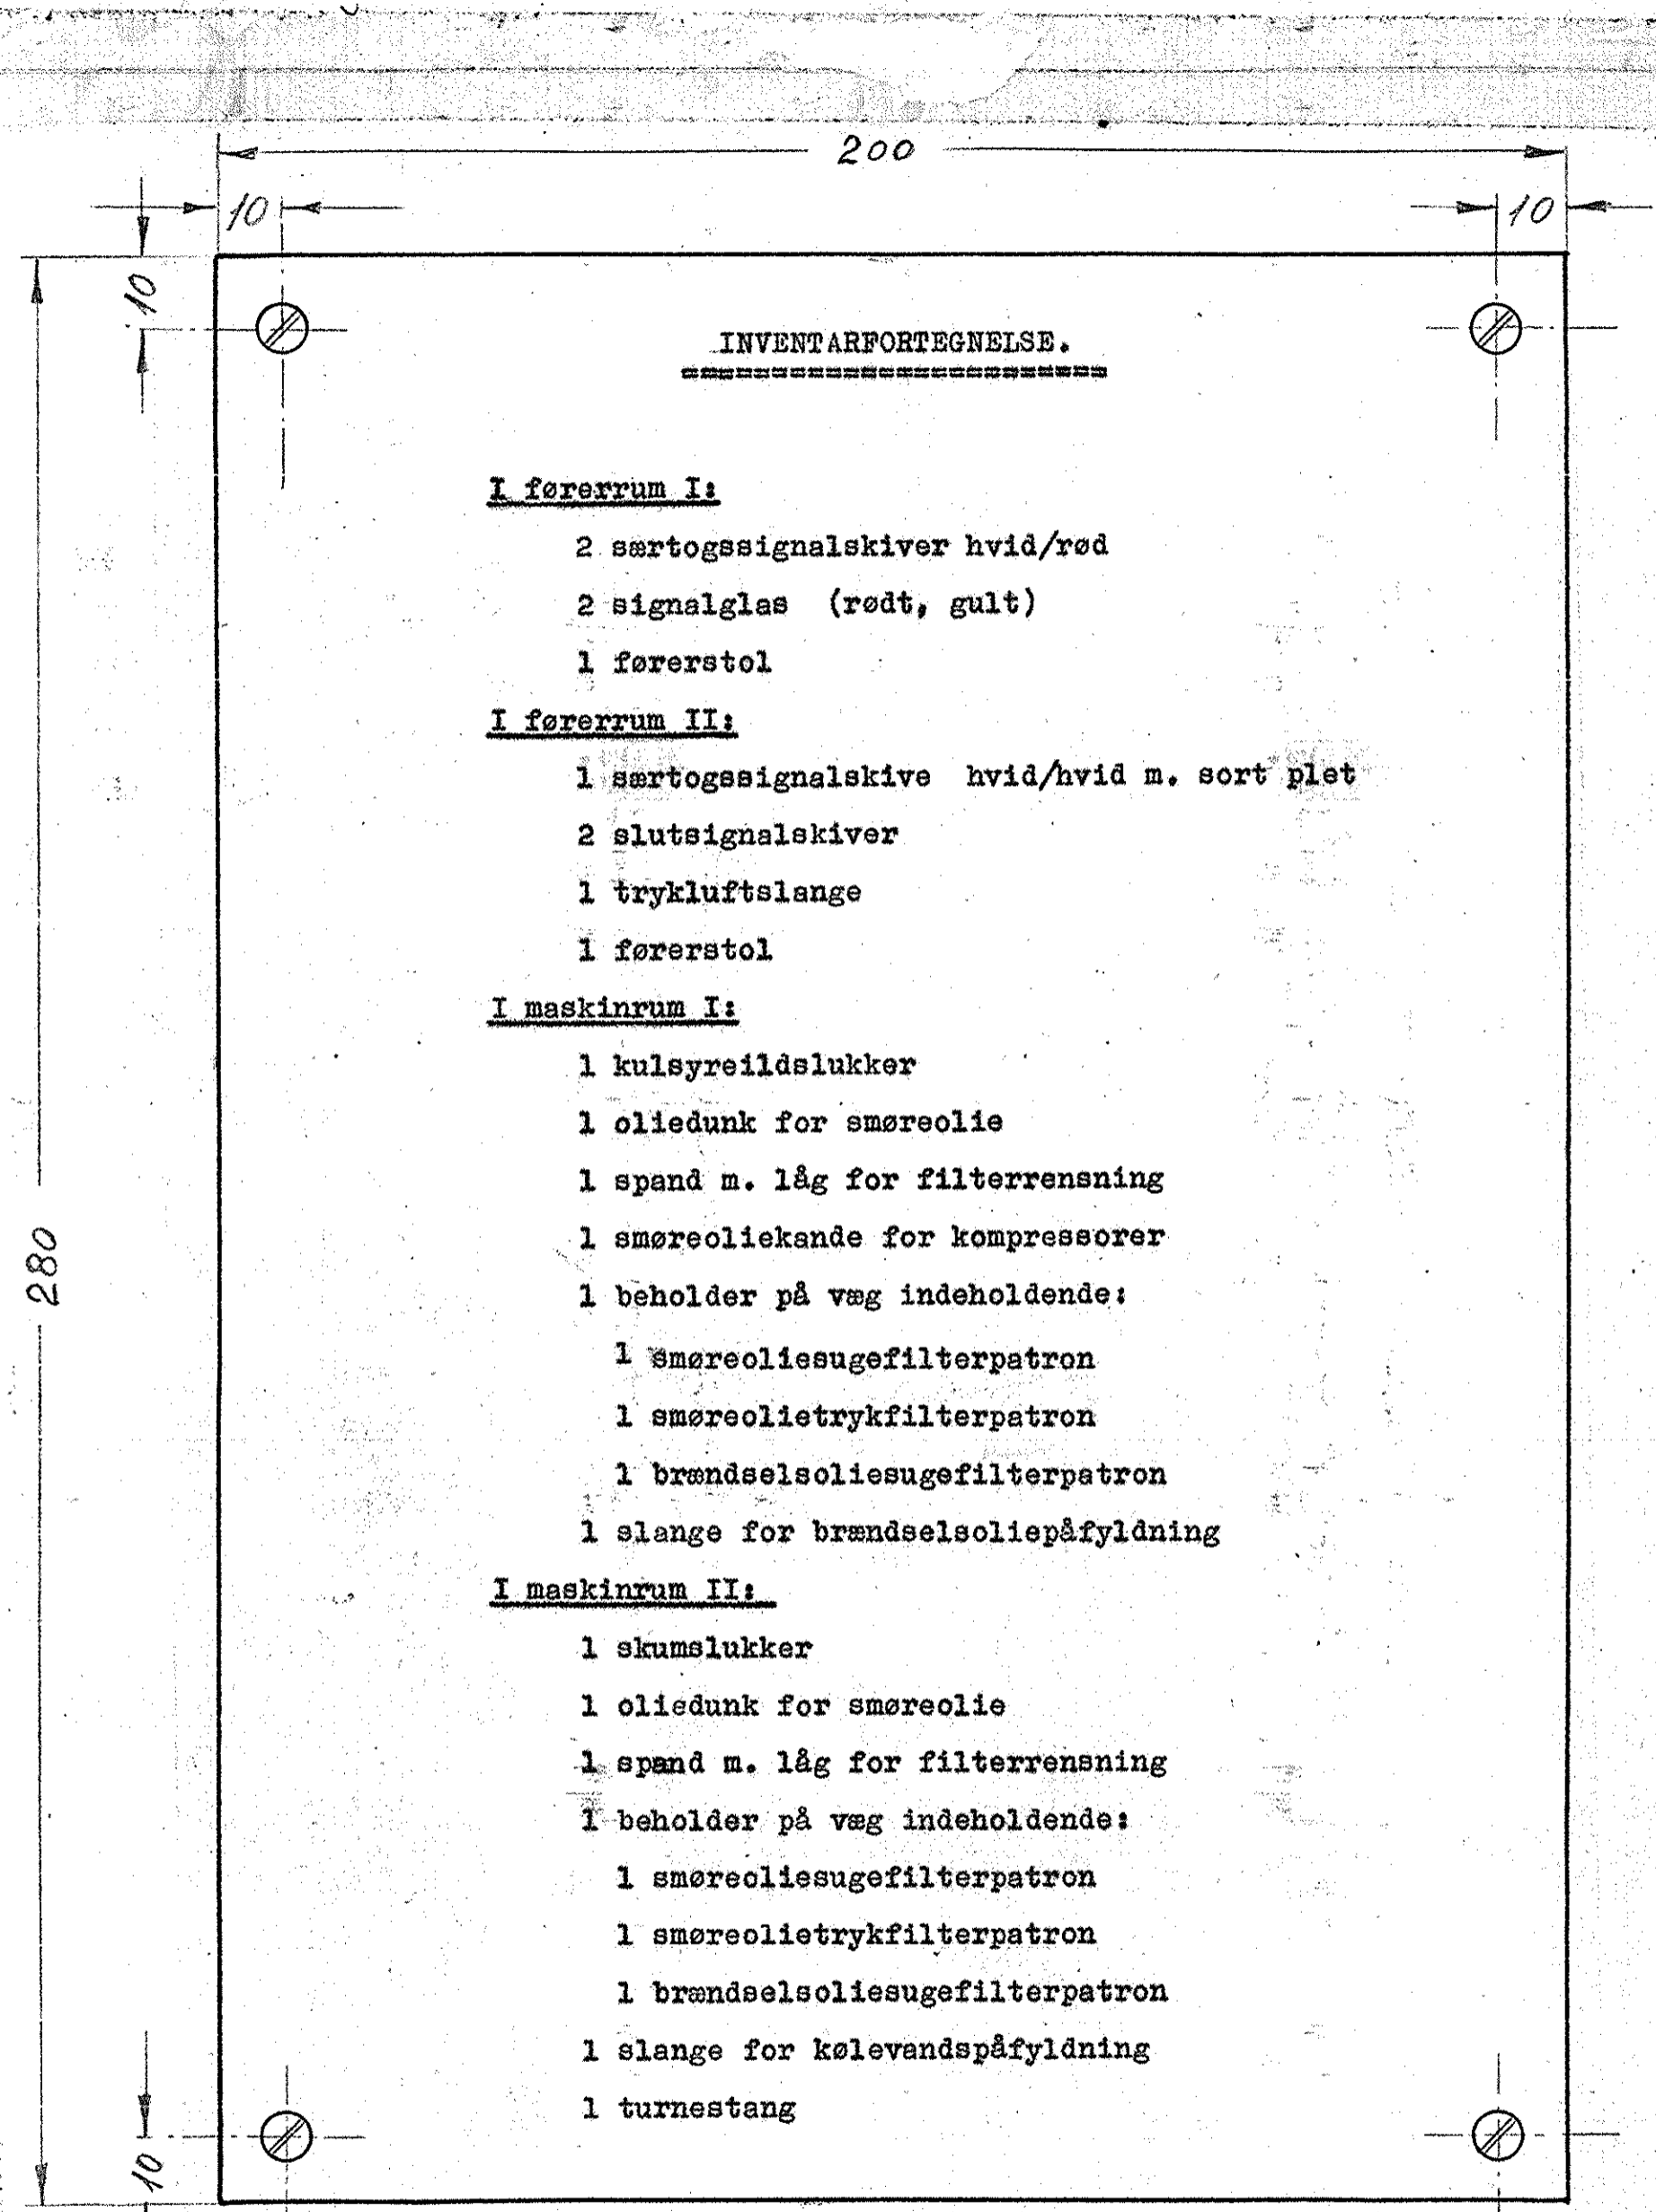 200
10
10
10
INVENTARFORTEGNELSE.
========================
I førerrum I:
2 særtogssignalskiver hvid/rød
2 signalglas (rødt, gult)
1 førerstol
I førerrum II:
1 særtogssignalskive hvid/hvid m. sort plet
2 slutsignalskiver
1 trykluftslange
1 førerstol
I maskinrum I:
1 kulsyreildslukker
1 oliedunk for smøreolie
1 spand m. låg for filterrensning
1 smøreoliekande for kompressorer
280
1 beholder på væg indeholdende:
1 smøreoliesugefilterpatron
1 smøreolietrykfilterpatron
1 brændselsoliesugefilterpatron
1 slange for brændselsoliepåfyldning
I maskinrum II:
1 skumslukker
1 oliedunk for smøreolie
1 spand m. låg for filterrensning
1 beholder på væg indeholdende:
1 smøreoliesugefilterpatron
1 smøreolietrykfilterpatron
1 brændselsoliesugefilterpatron
1 slange for kølevandspåfyldning
1 turnestang
10